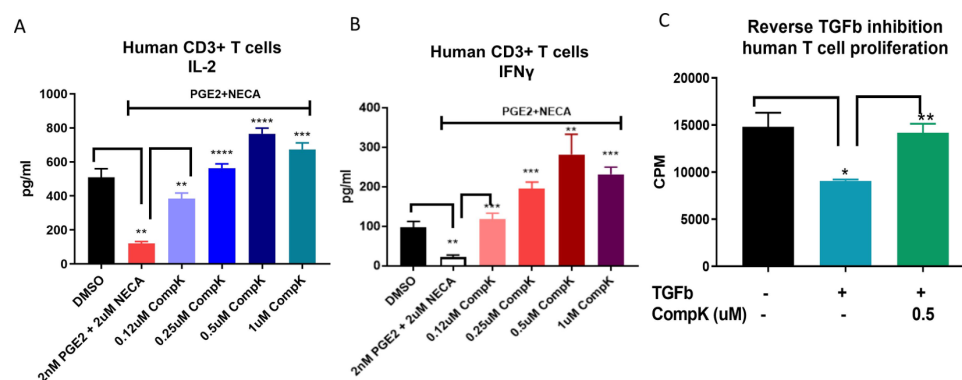 A
Human CD3+ T cells
IL-2
PGE2+NECA
pg/ml
1000
800
600
400
200
0
**
**
****
****
***
DMSO
2nM PGE2 + 2uM NECA
0.12uM CompK
0.25uM CompK
0.5uM CompK
1uM CompK
B
Human CD3+ T cells
IFNγ
PGE2+NECA
pg/ml
400
300
200
100
0
**
***
***
**
***
DMSO
2nM PGE2 + 2uM NECA
0.12uM CompK
0.25uM CompK
0.5uM CompK
1uM CompK
C
Reverse TGFb inhibition
human T cell proliferation
CPM
20000
15000
10000
5000
0
*
**
TGFb - + +
CompK (uM) - - 0.5